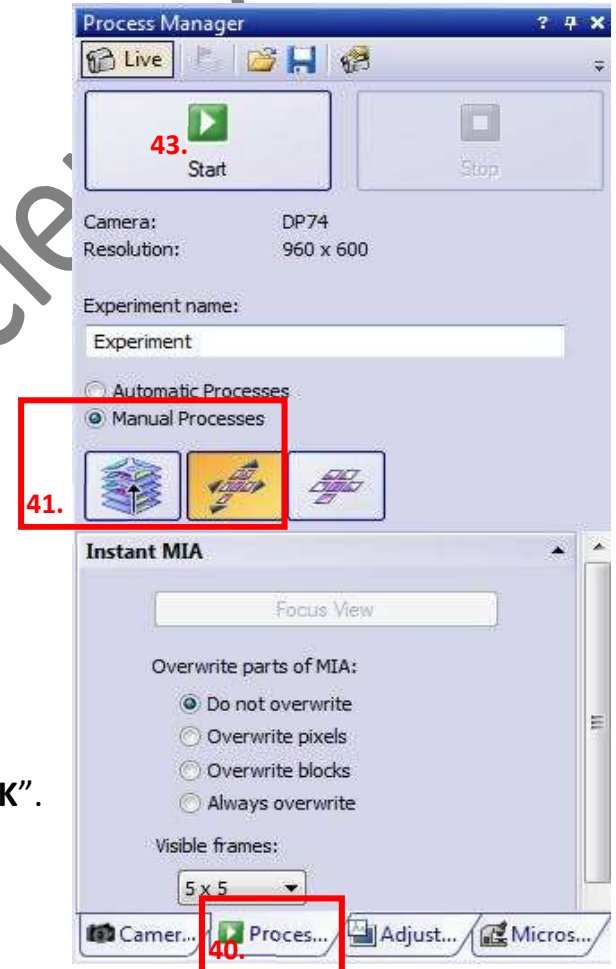 Process Manager ? X
Live
43.
Start Stop
Camera: DP74
Resolution: 960 x 600
Experiment name:
Experiment
Automatic Processes
Manual Processes
41.
Instant MIA
Focus View
Overwrite parts of MIA:
Do not overwrite
Overwrite pixels
Overwrite blocks
Always overwrite
K”.
Visible frames:
5 x 5
Camer... Proces... Adjust... Micros...
40.